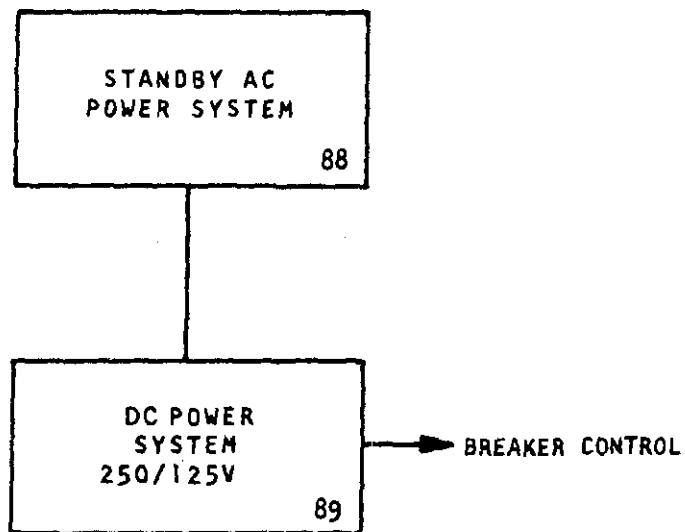 STANDBY AC
POWER SYSTEM
88
DC POWER
SYSTEM
250/125V
89
BREAKER CONTROL